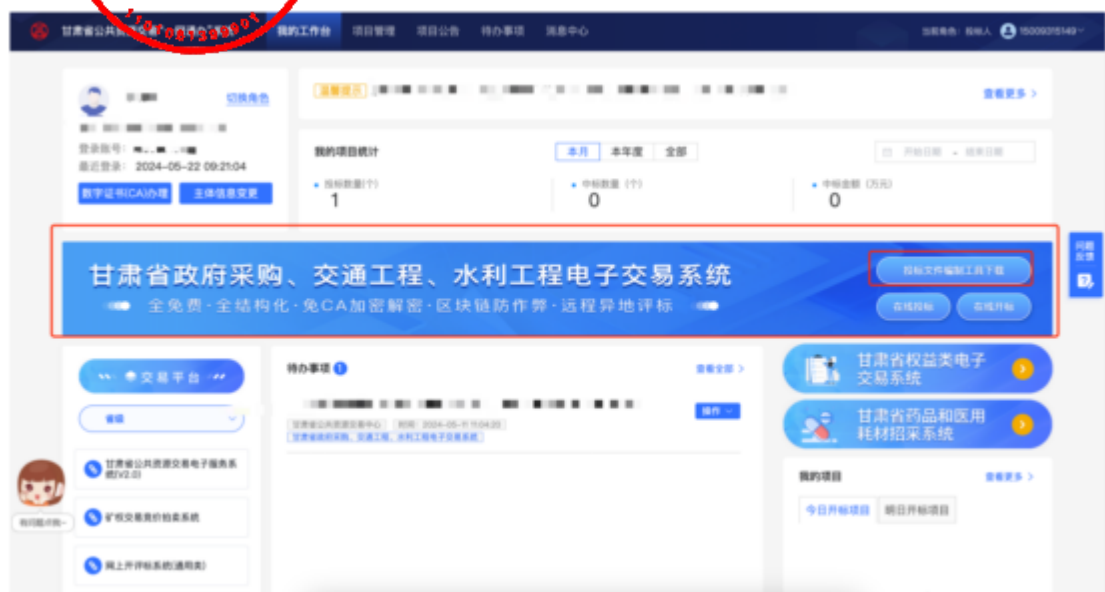 我的工作台 项目管理 项目公告 待办事项 消息中心
当前角色：投标人 15009315149
切换角色
温馨提示
查看更多 >
登录账号：
最近登录： 2024-05-22 09:21:04
数字证书(CA)办理 主体信息变更
我的项目统计 本月 本年度 全部 开始日期 - 结束日期
投标数量(个) 中标数量（个） 中标金额（万元）
1 0 0
甘肃省政府采购、交通工程、水利工程电子交易系统
全免费·全结构化·免CA加密解密·区块链防作弊·远程异地评标
投标文件编制工具下载
在线投标 在线开标
问题反馈
交易平台
省级
待办事项 1 查看全部 >
操作
甘肃省公共资源交易中心 时间：2024-05-11 11:04:20
甘肃省政府采购、交通工程、水利工程电子交易系统
甘肃省权益类电子
交易系统
甘肃省药品和医用
耗材招采系统
甘肃省公共资源交易电子服务系
统(V2.0)
矿权交易竞价拍卖系统
网上开评标系统(通用类)
我的项目 查看更多 >
今日开标项目 明日开标项目
有问题点我~